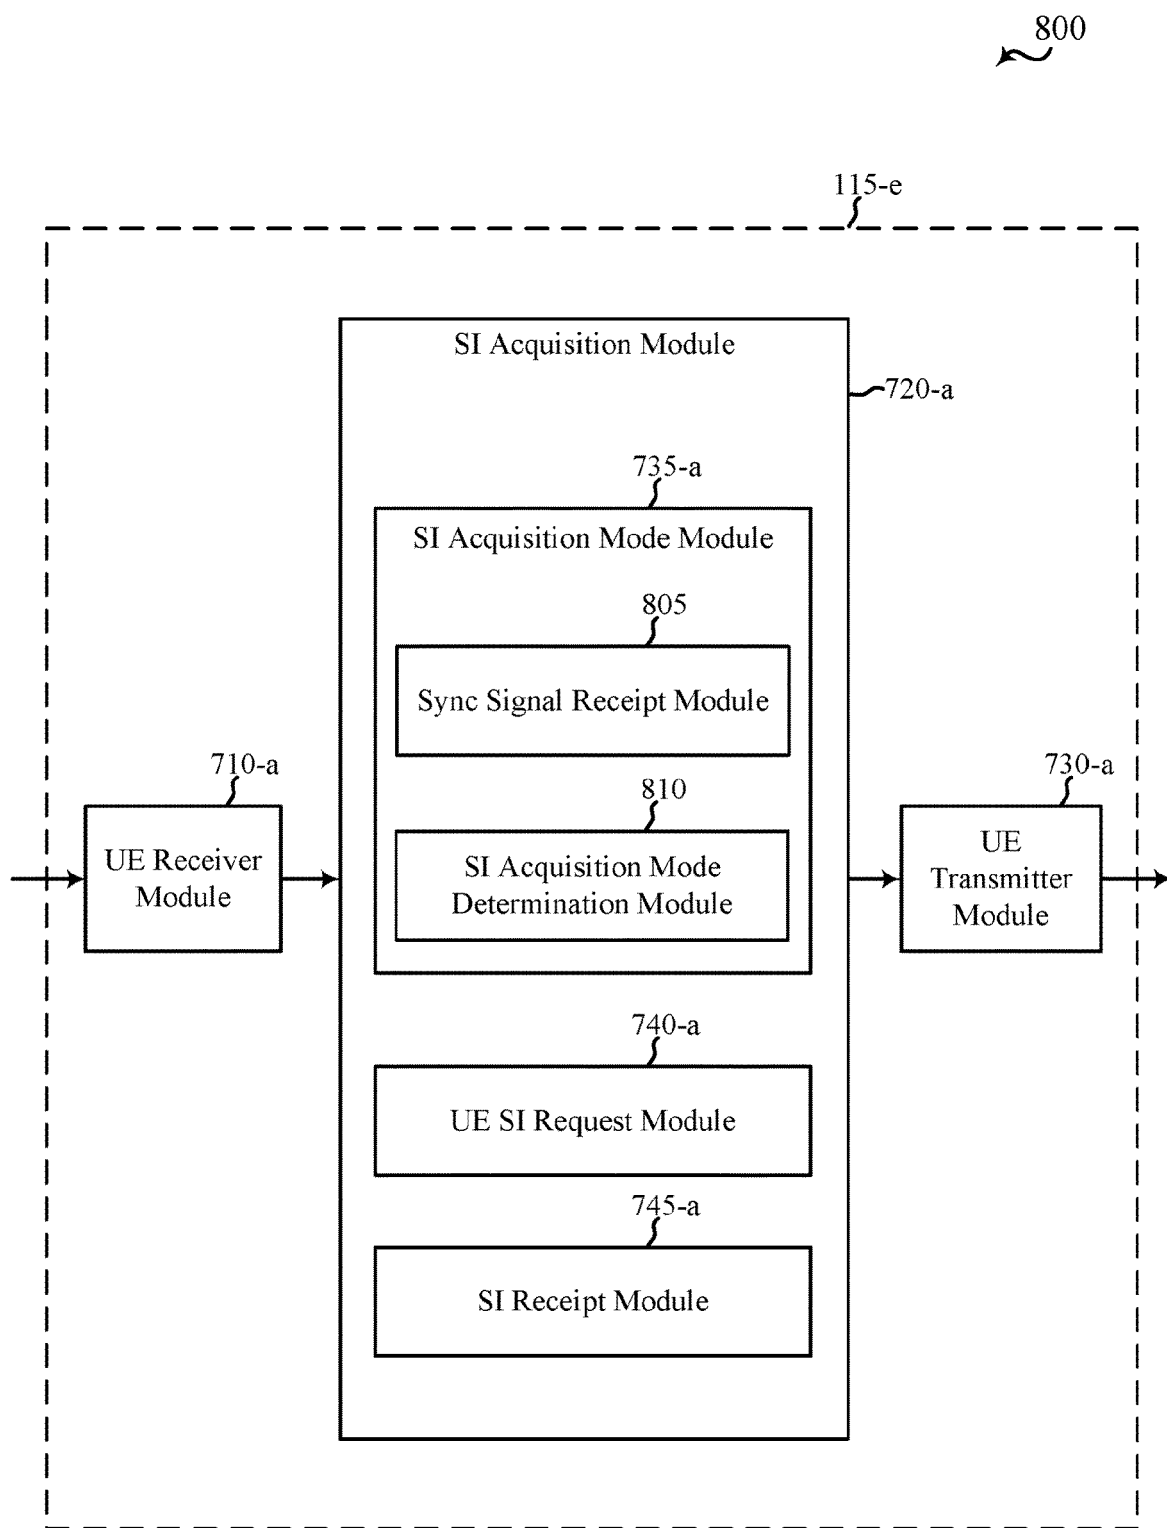 800
115-e
SI Acquisition Module
720-a
735-a
SI Acquisition Mode Module
805
Sync Signal Receipt Module
710-a
UE Receiver
Module
810
SI Acquisition Mode
Determination Module
730-a
UE
Transmitter
Module
740-a
UE SI Request Module
745-a
SI Receipt Module